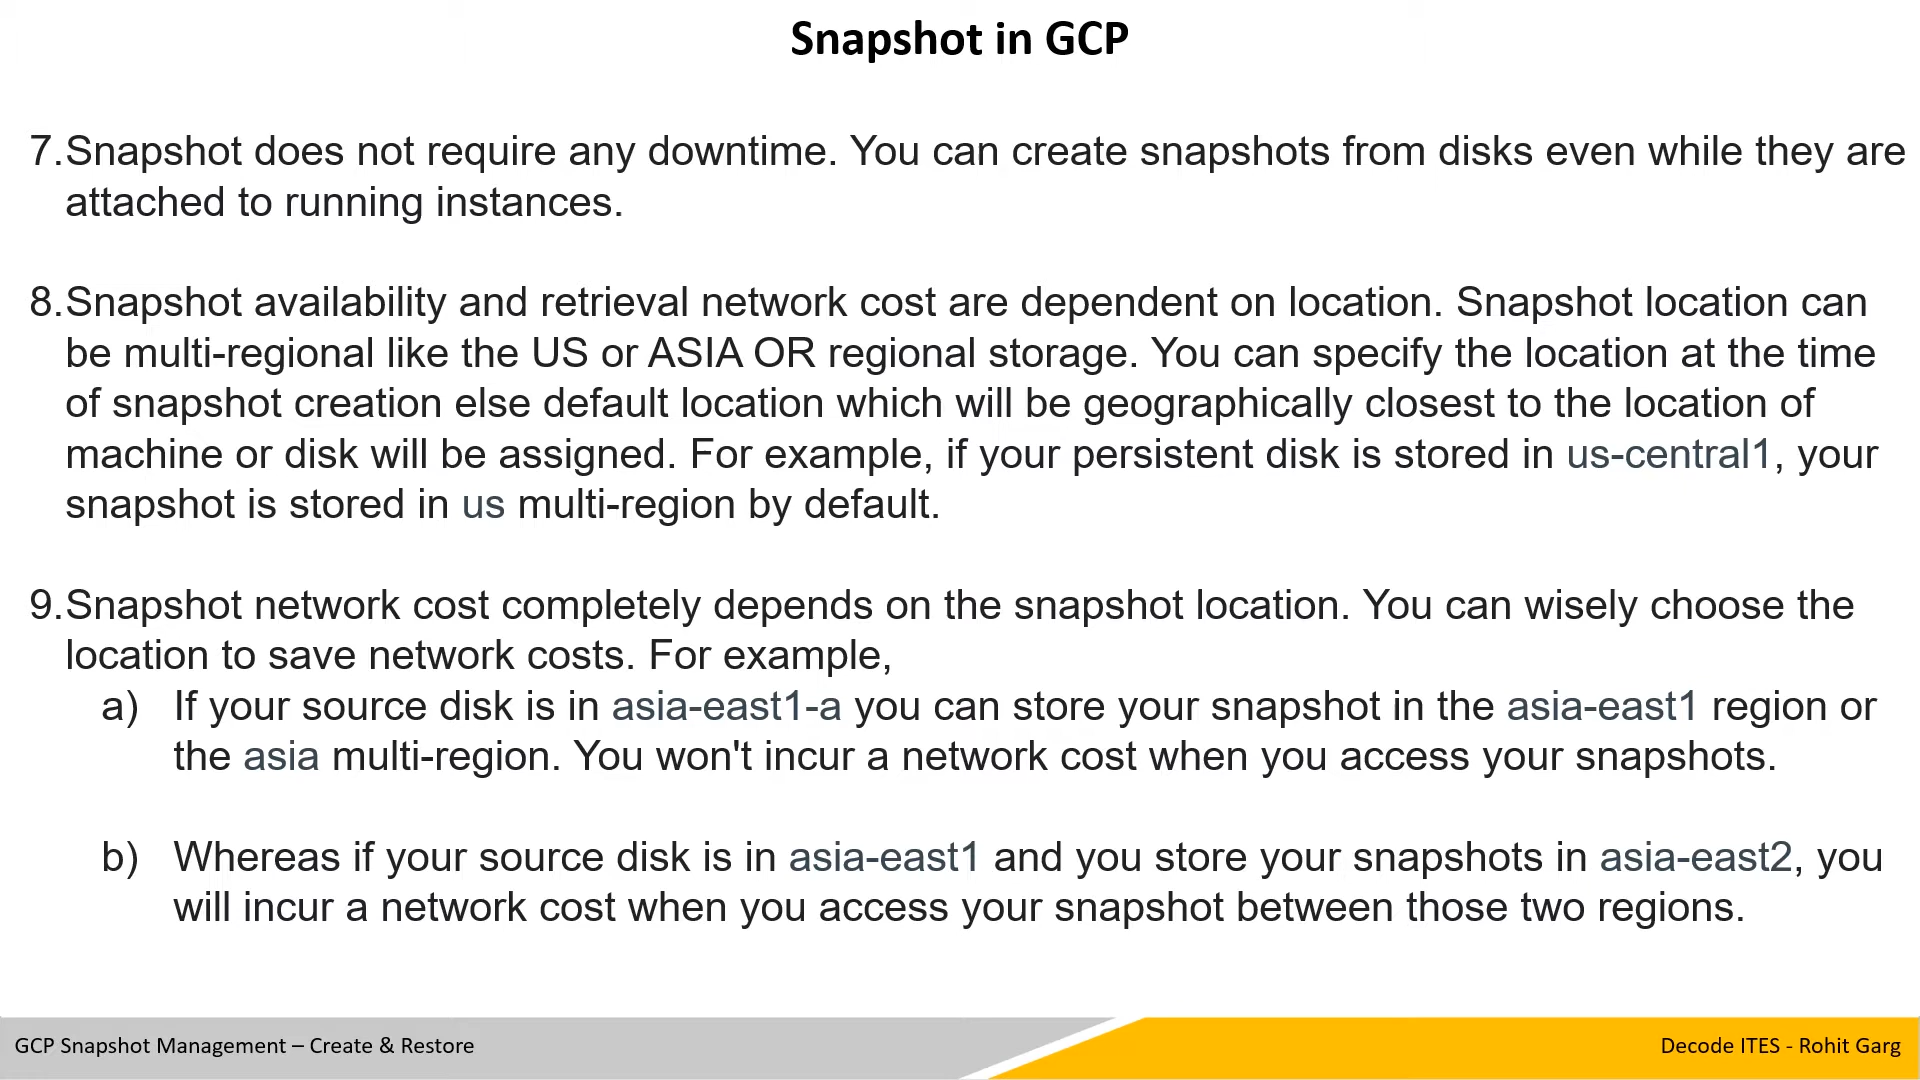 Snapshot in GCP
7.Snapshot does not require any downtime. You can create snapshots from disks even while they are
attached to running instances.
8.Snapshot availability and retrieval network cost are dependent on location. Snapshot location can
be multi-regional like the US or ASIA OR regional storage. You can specify the location at the time
of snapshot creation else default location which will be geographically closest to the location of
machine or disk will be assigned. For example, if your persistent disk is stored in us-central1, your
snapshot is stored in us multi-region by default.
9.Snapshot network cost completely depends on the snapshot location. You can wisely choose the
location to save network costs. For example,
a) If your source disk is in asia-east1-a you can store your snapshot in the asia-east1 region or
the asia multi-region. You won't incur a network cost when you access your snapshots.
b) Whereas if your source disk is in asia-east1 and you store your snapshots in asia-east2, you
will incur a network cost when you access your snapshot between those two regions.
GCP Snapshot Management – Create & Restore
Decode ITES - Rohit Garg